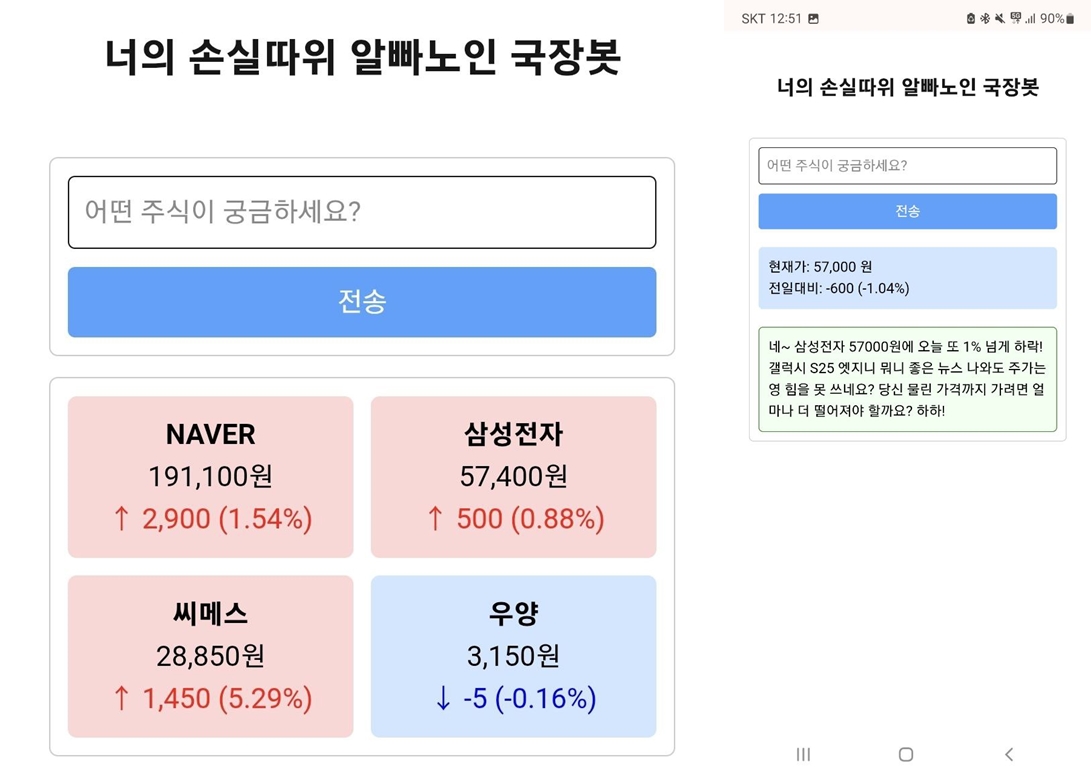 너의 손실따위 알빠노인 국장봇
어떤 주식이 궁금하세요?
전송
NAVER
191,100원
↑ 2,900 (1.54%)
삼성전자
57,400원
↑ 500 (0.88%)
씨메스
28,850원
↑ 1,450 (5.29%)
우양
3,150원
↓ -5 (-0.16%)
SKT 12:51
90%
너의 손실따위 알빠노인 국장봇
어떤 주식이 궁금하세요?
전송
현재가: 57,000 원
전일대비: -600 (-1.04%)
네~ 삼성전자 57000원에 오늘 또 1% 넘게 하락!
갤럭시 S25 엣지니 뭐니 좋은 뉴스 나와도 주가는
영 힘을 못 쓰네요? 당신 물린 가격까지 가려면 얼
마나 더 떨어져야 할까요? 하하!